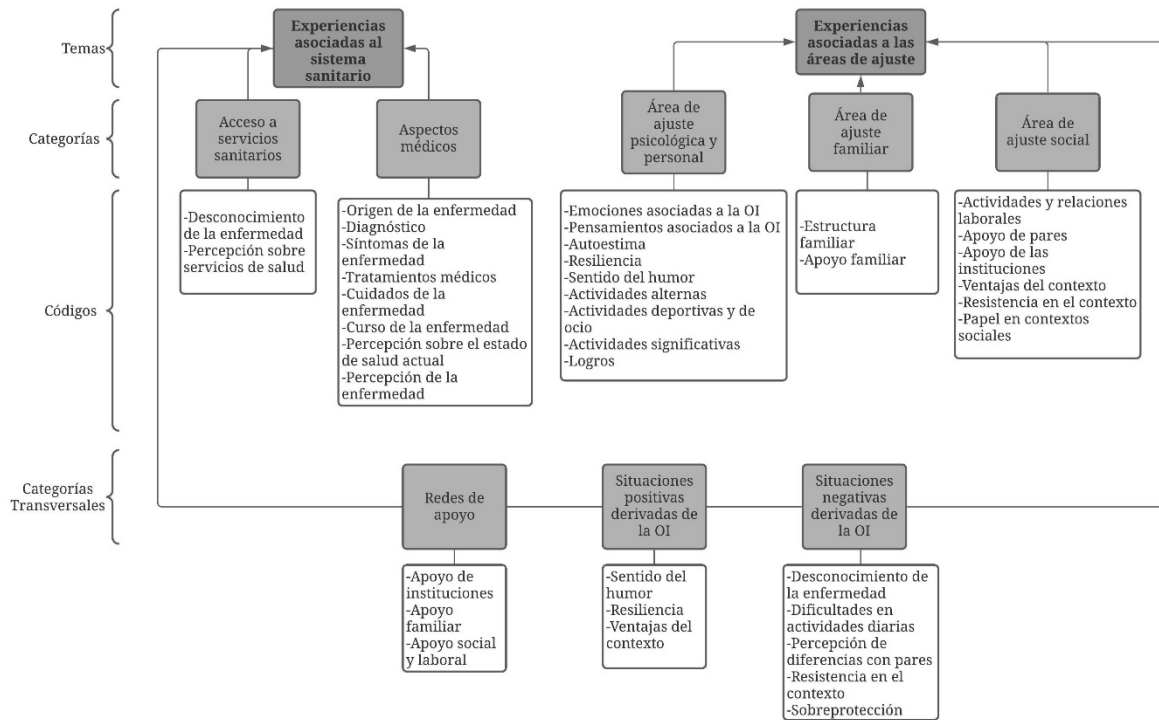 Temas
Experiencias
asociadas al
sistema
sanitario
Experiencias
asociadas a las
áreas de ajuste
Categorías
Acceso a
servicios
sanitarios
Aspectos
médicos
Área de
ajuste
psicológica y
personal
Área de
ajuste
familiar
Área de
ajuste social
Códigos
-Desconocimiento
de la enfermedad
-Percepción sobre
servicios de salud
-Origen de la enfermedad
-Diagnóstico
-Síntomas de la
enfermedad
-Tratamientos médicos
-Cuidados de la
enfermedad
-Curso de la enfermedad
-Percepción sobre el estado
de salud actual
-Percepción de la
enfermedad
-Emociones asociadas a la OI
-Pensamientos asociados a la OI
-Autoestima
-Resiliencia
-Sentido del humor
-Actividades alternas
-Actividades deportivas y de
ocio
-Actividades significativas
-Logros
-Estructura
familiar
-Apoyo familiar
-Actividades y relaciones
laborales
-Apoyo de pares
-Apoyo de las
instituciones
-Ventajas del contexto
-Resistencia en el contexto
-Papel en contextos
sociales
Categorías
Transversales
Redes de
apoyo
Situaciones
positivas
derivadas de
la OI
Situaciones
negativas
derivadas de
la OI
-Apoyo de
instituciones
-Apoyo
familiar
-Apoyo social
y laboral
-Sentido del
humor
-Resiliencia
-Ventajas del
contexto
-Desconocimiento de
la enfermedad
-Dificultades en
actividades diarias
-Percepción de
diferencias con pares
-Resistencia en el
contexto
-Sobreprotección